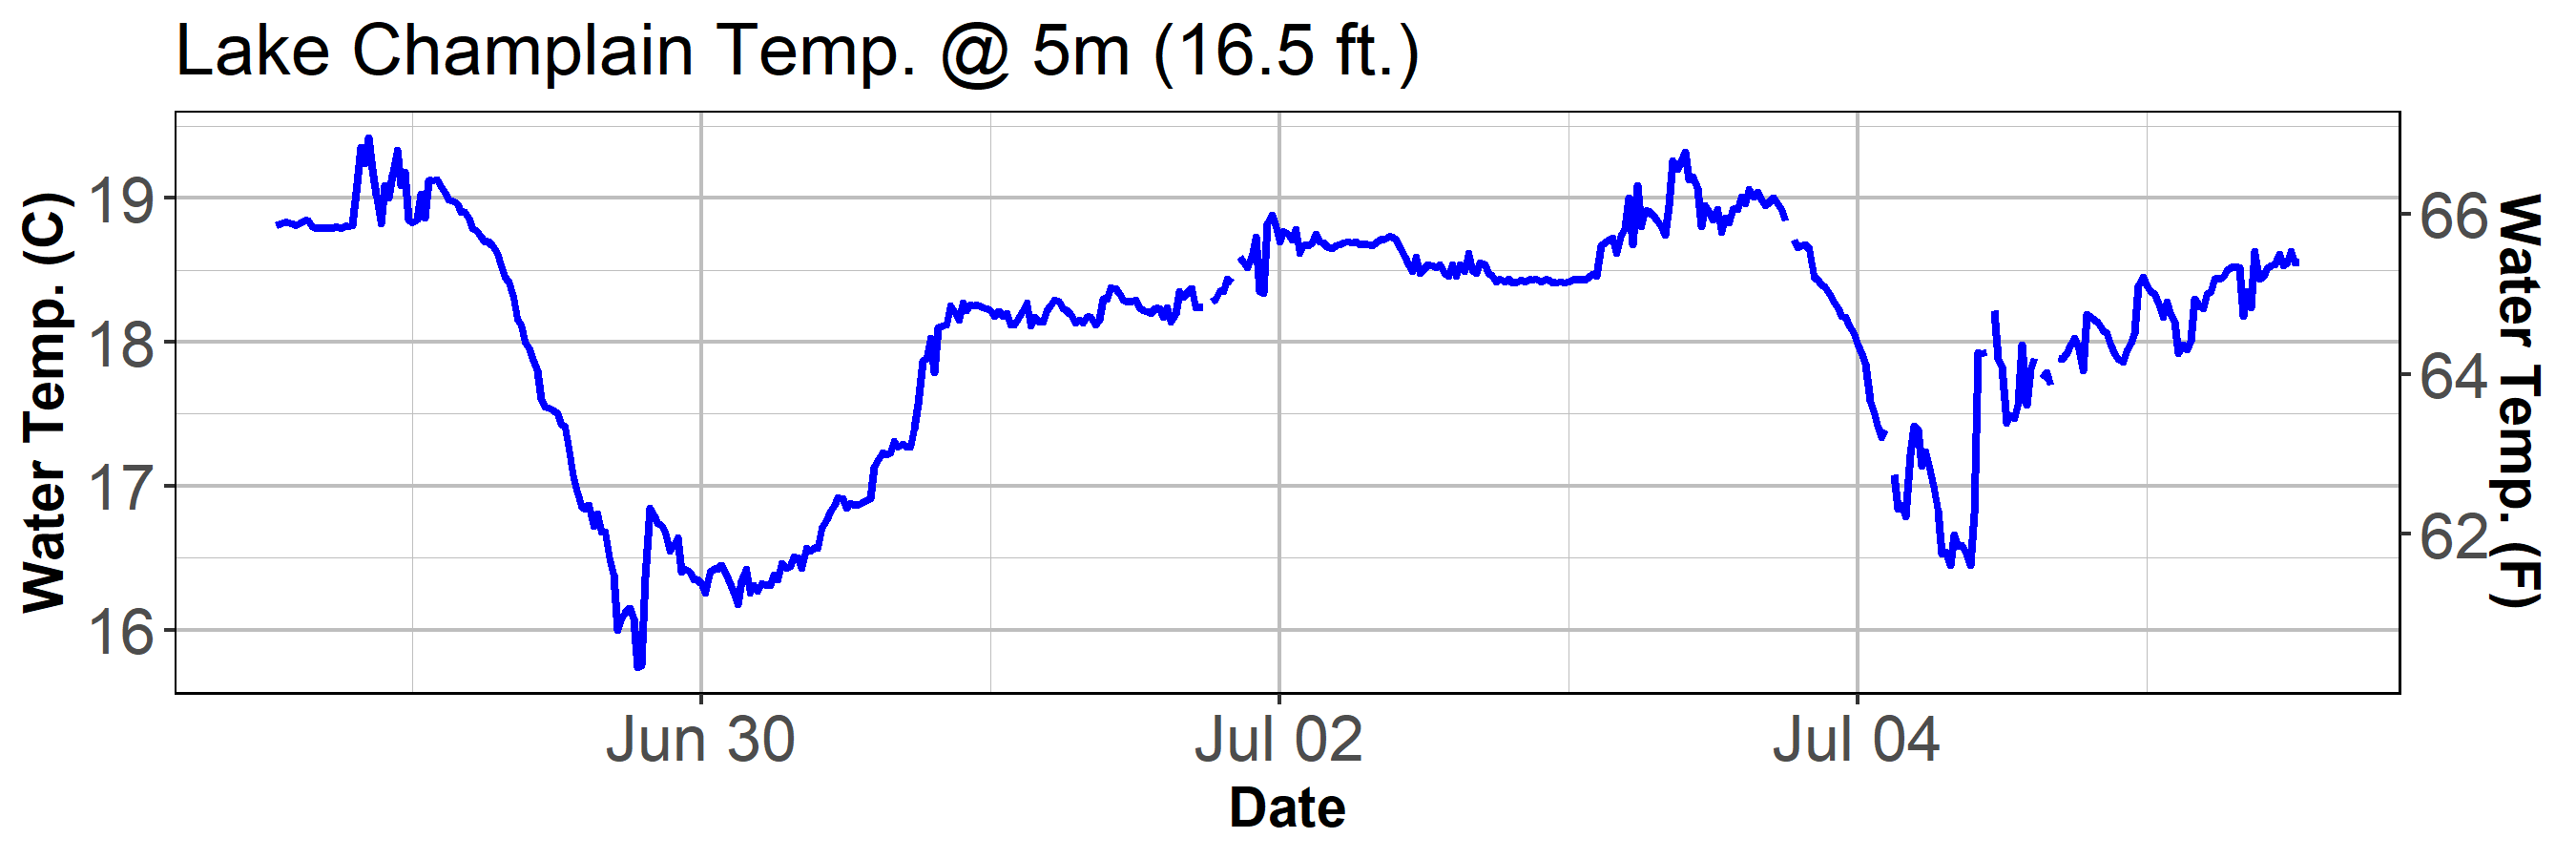 Lake Champlain Temp. @ 5m (16.5 ft.)
Water Temp. (C)
19
18
17
16
66
64
62
Water Temp. (F)
Jun 30
Jul 02
Jul 04
Date